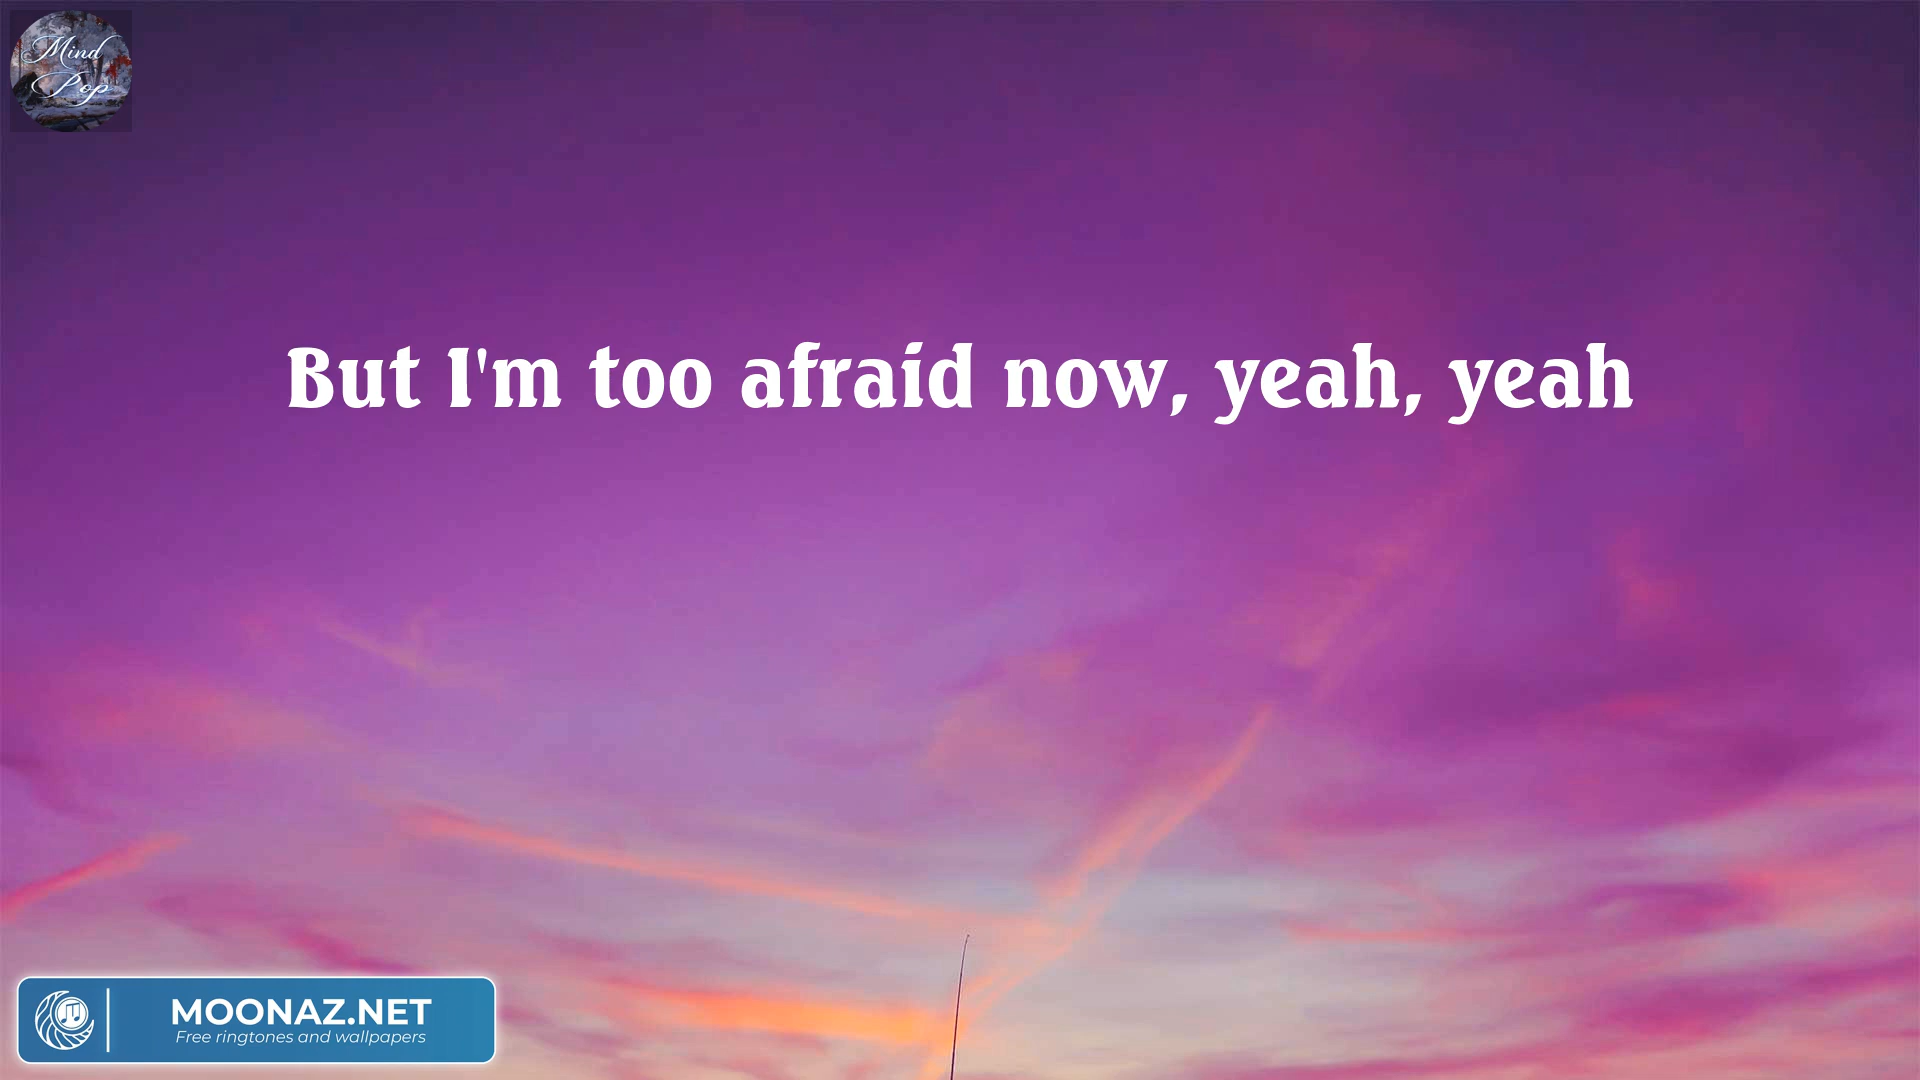 Mind
Pop
But I'm too afraid now, yeah, yeah
MOONAZ.NET
Free ringtones and wallpapers